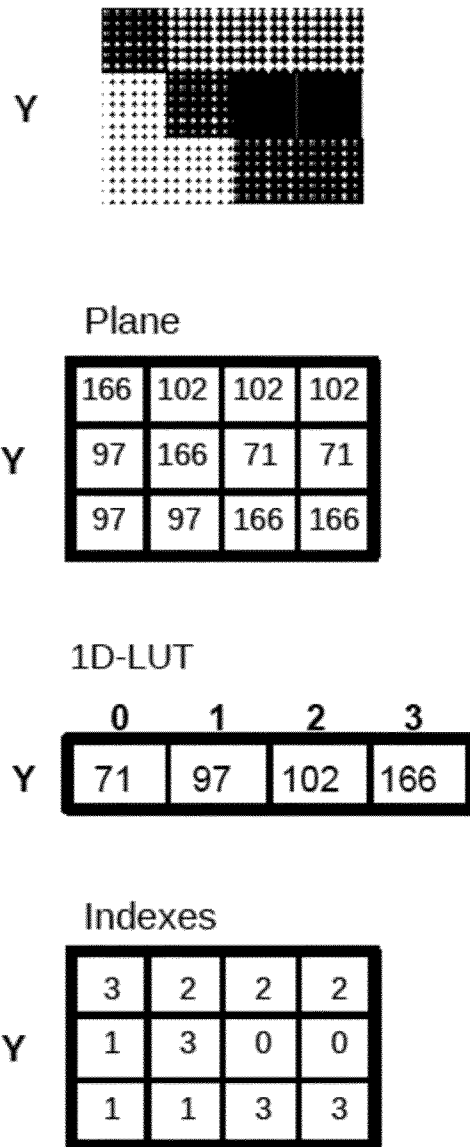 Y
Plane
166 102 102 102
Y 97 166 71 71
97 97 166 166
1D-LUT
0 1 2 3
Y 71 97 102 166
Indexes
3 2 2 2
Y 1 3 0 0
1 1 3 3